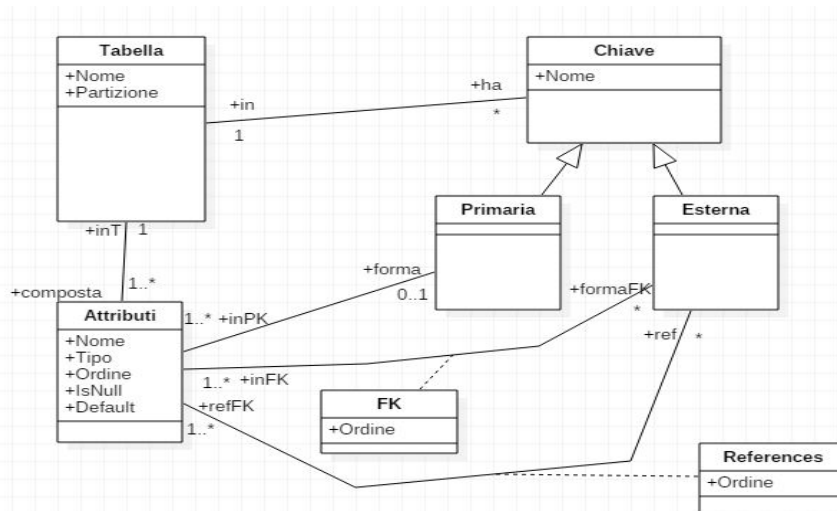 Tabella
+Nome
+Partizione
Chiave
+Nome
+in
1
+ha
*
Primaria
Esterna
+inT
1
+composta
1..*
+forma
0..1
+formaFK
*
Attributi
+Nome
+Tipo
+Ordine
+IsNull
+Default
1..*
+inPK
1..*
+inFK
+refFK
1..*
+ref
*
FK
+Ordine
References
+Ordine